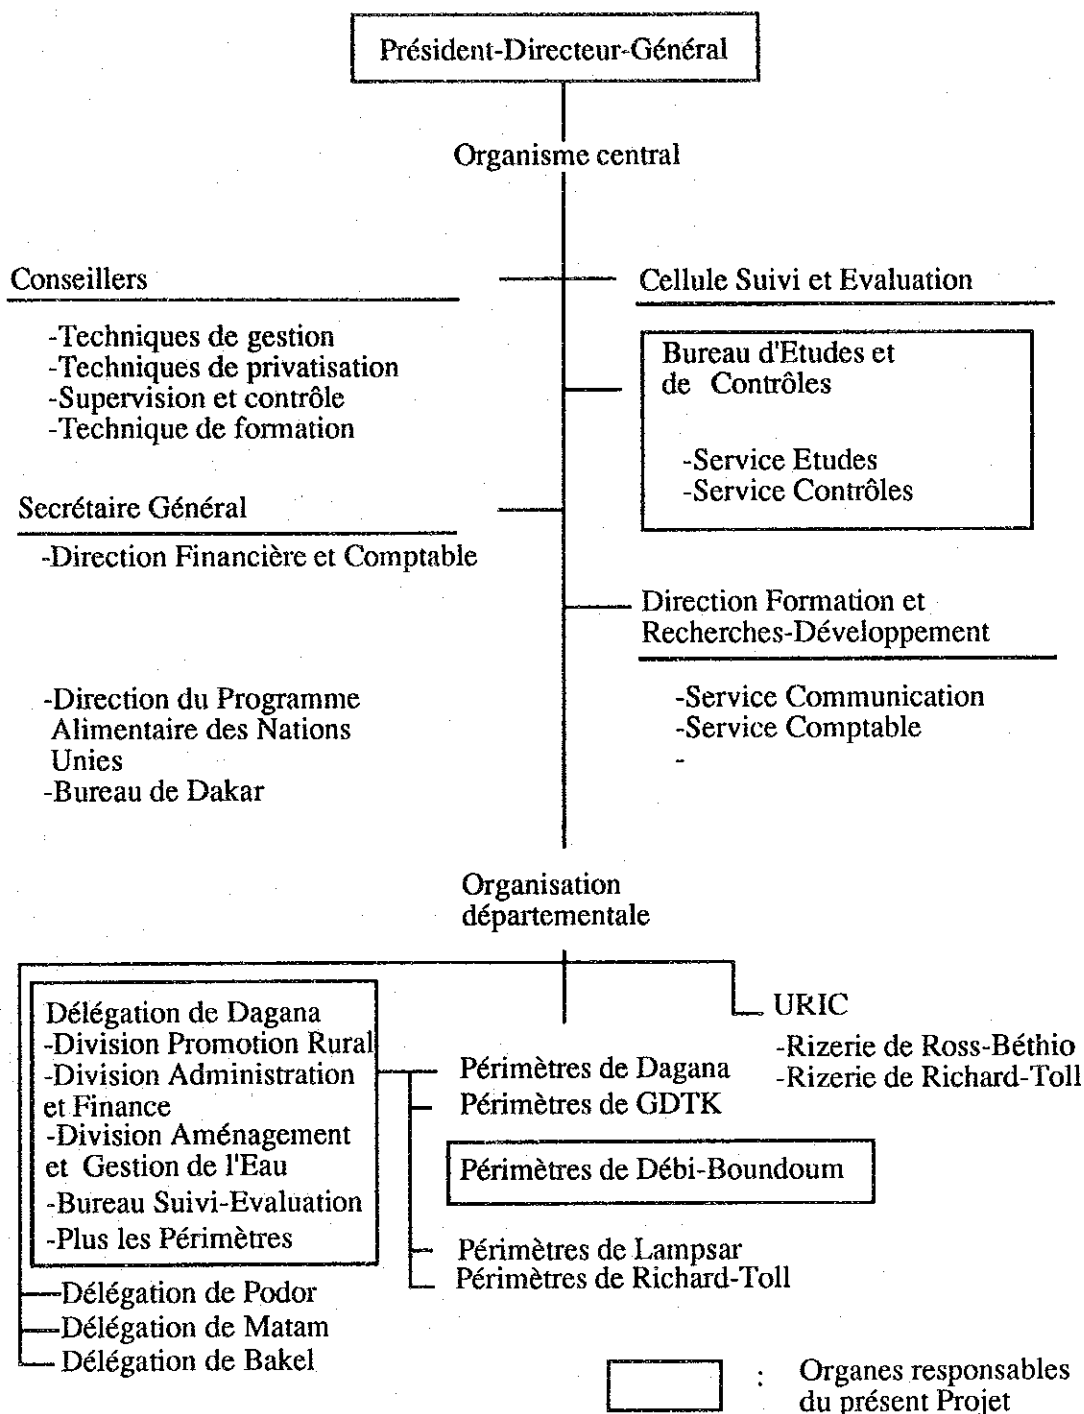 Président-Directeur-Général
Organisme central
Conseillers
-Techniques de gestion
-Techniques de privatisation
-Supervision et contrôle
-Technique de formation
Secrétaire Général
-Direction Financière et Comptable
-Direction du Programme
Alimentaire des Nations
Unies
-Bureau de Dakar
Cellule Suivi et Evaluation
Bureau d'Etudes et
de Contrôles
-Service Etudes
-Service Contrôles
Direction Formation et
Recherches-Développement
-Service Communication
-Service Comptable
-
Organisation
départementale
Délégation de Dagana
-Division Promotion Rural
-Division Administration
et Finance
-Division Aménagement
et Gestion de l'Eau
-Bureau Suivi-Evaluation
-Plus les Périmètres
Délégation de Podor
Délégation de Matam
Délégation de Bakel
Périmètres de Dagana
Périmètres de GDTK
Périmètres de Débi-Boundoum
Périmètres de Lampsar
Périmètres de Richard-Toll
URIC
-Rizerie de Ross-Béthio
-Rizerie de Richard-Toll
: Organes responsables
du présent Projet